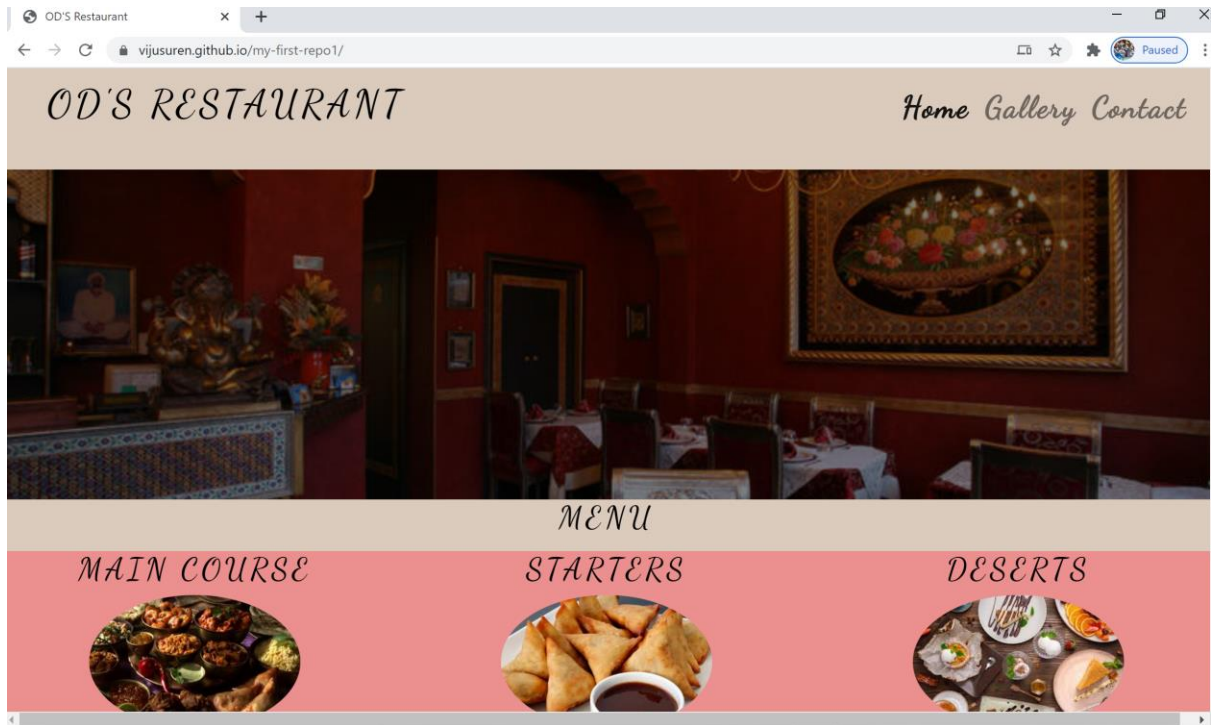 OD'S Restaurant
vijusuren.github.io/my-first-repo1/
Paused
OD'S RESTAURANT
Home Gallery Contact
MENU
MAIN COURSE STARTERS DESERTS